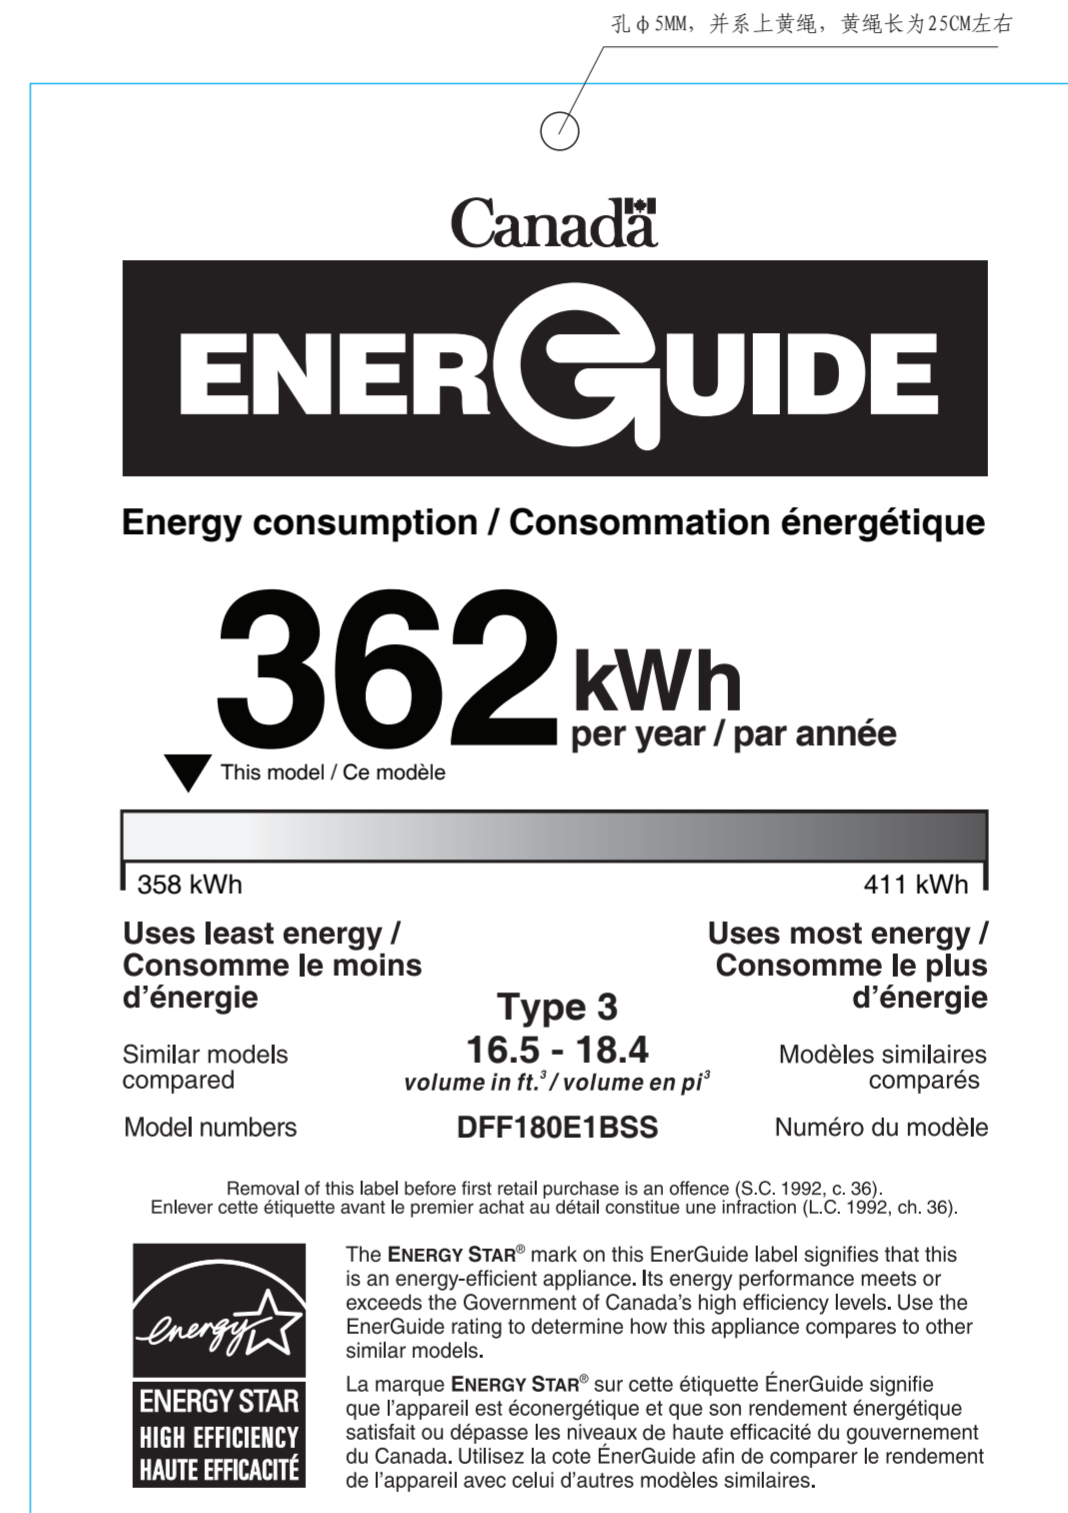 孔φ5MM, 并系上黄绳, 黄绳长为25CM左右
Canada
ENERGUIDE
Energy consumption / Consommation énergétique
362 kWh
per year / par année
This model / Ce modèle
358 kWh 411 kWh
Uses least energy / Uses most energy /
Consomme le moins Consomme le plus
d'énergie d'énergie
Type 3
Similar models 16.5 - 18.4 Modèles similaires
compared volume in ft.³ / volume en pi³ comparés
Model numbers DFF180E1BSS Numéro du modèle
Removal of this label before first retail purchase is an offence (S.C. 1992, c. 36).
Enlever cette étiquette avant le premier achat au détail constitue une infraction (L.C. 1992, ch. 36).
energy
ENERGY STAR
HIGH EFFICIENCY
HAUTE EFFICACITÉ
The ENERGY STAR® mark on this EnerGuide label signifies that this
is an energy-efficient appliance. Its energy performance meets or
exceeds the Government of Canada's high efficiency levels. Use the
EnerGuide rating to determine how this appliance compares to other
similar models.
La marque ENERGY STAR® sur cette étiquette ÉnerGuide signifie
que l'appareil est éconergétique et que son rendement énergétique
satisfait ou dépasse les niveaux de haute efficacité du gouvernement
du Canada. Utilisez la cote ÉnerGuide afin de comparer le rendement
de l'appareil avec celui d'autres modèles similaires.